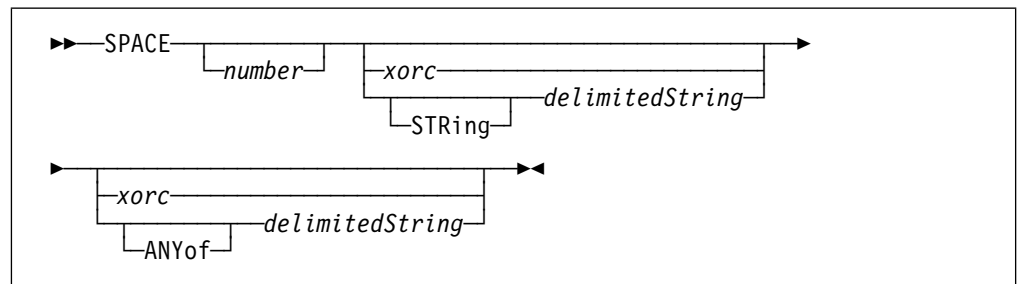 ►►──SPACE──number──xorc──►
STRing──delimitedString
►──xorc──►◄
ANYof──delimitedString